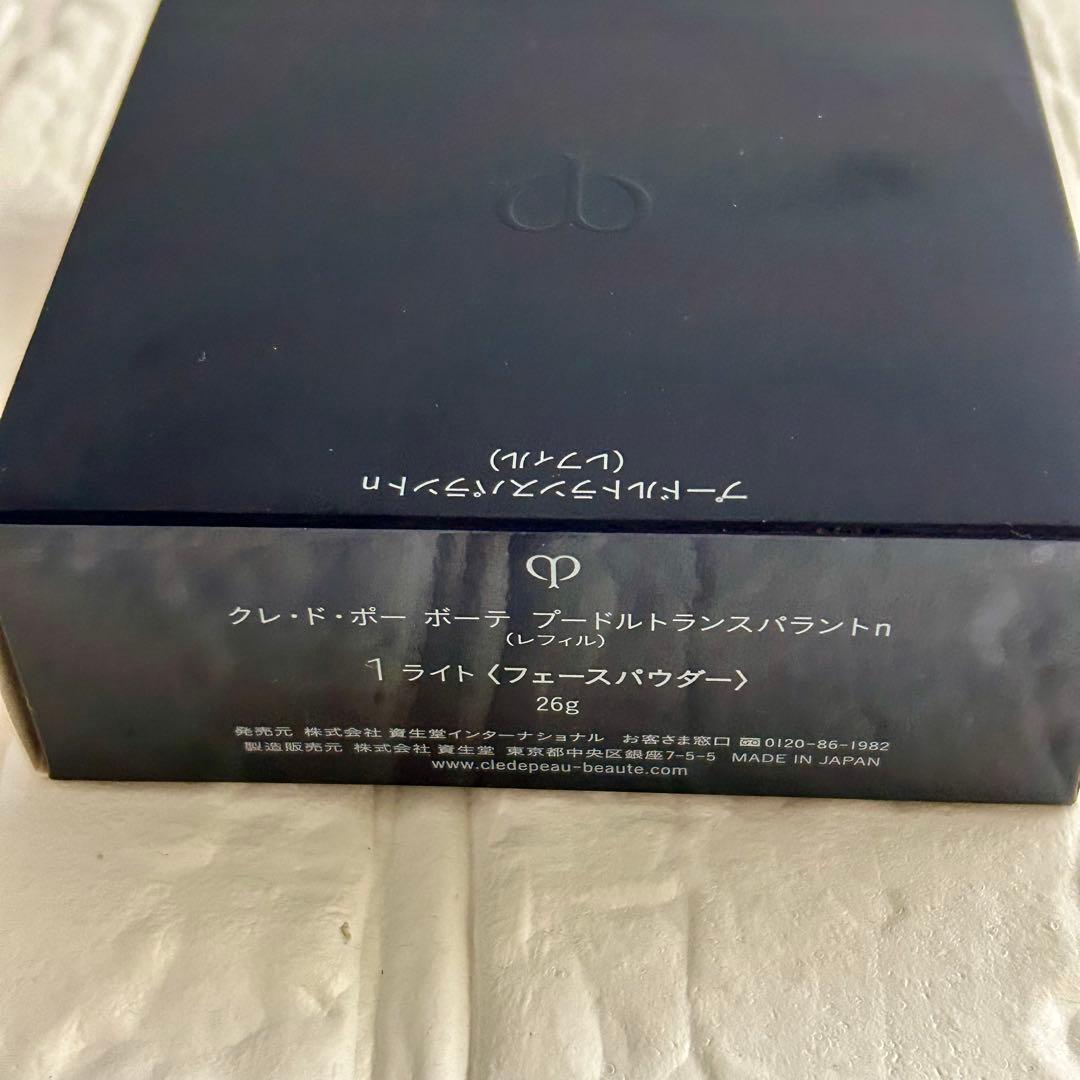 プードルトランスパラントn
(レフィル)
クレ・ド・ポー ボーテ プードルトランスパラントn
(レフィル)
1 ライト〈フェースパウダー〉
26g
発売元 株式会社 資生堂インターナショナル お客さま窓口 0120-86-1982
製造販売元 株式会社 資生堂 東京都中央区銀座7-5-5 MADE IN JAPAN
www.cledepeau-beaute.com